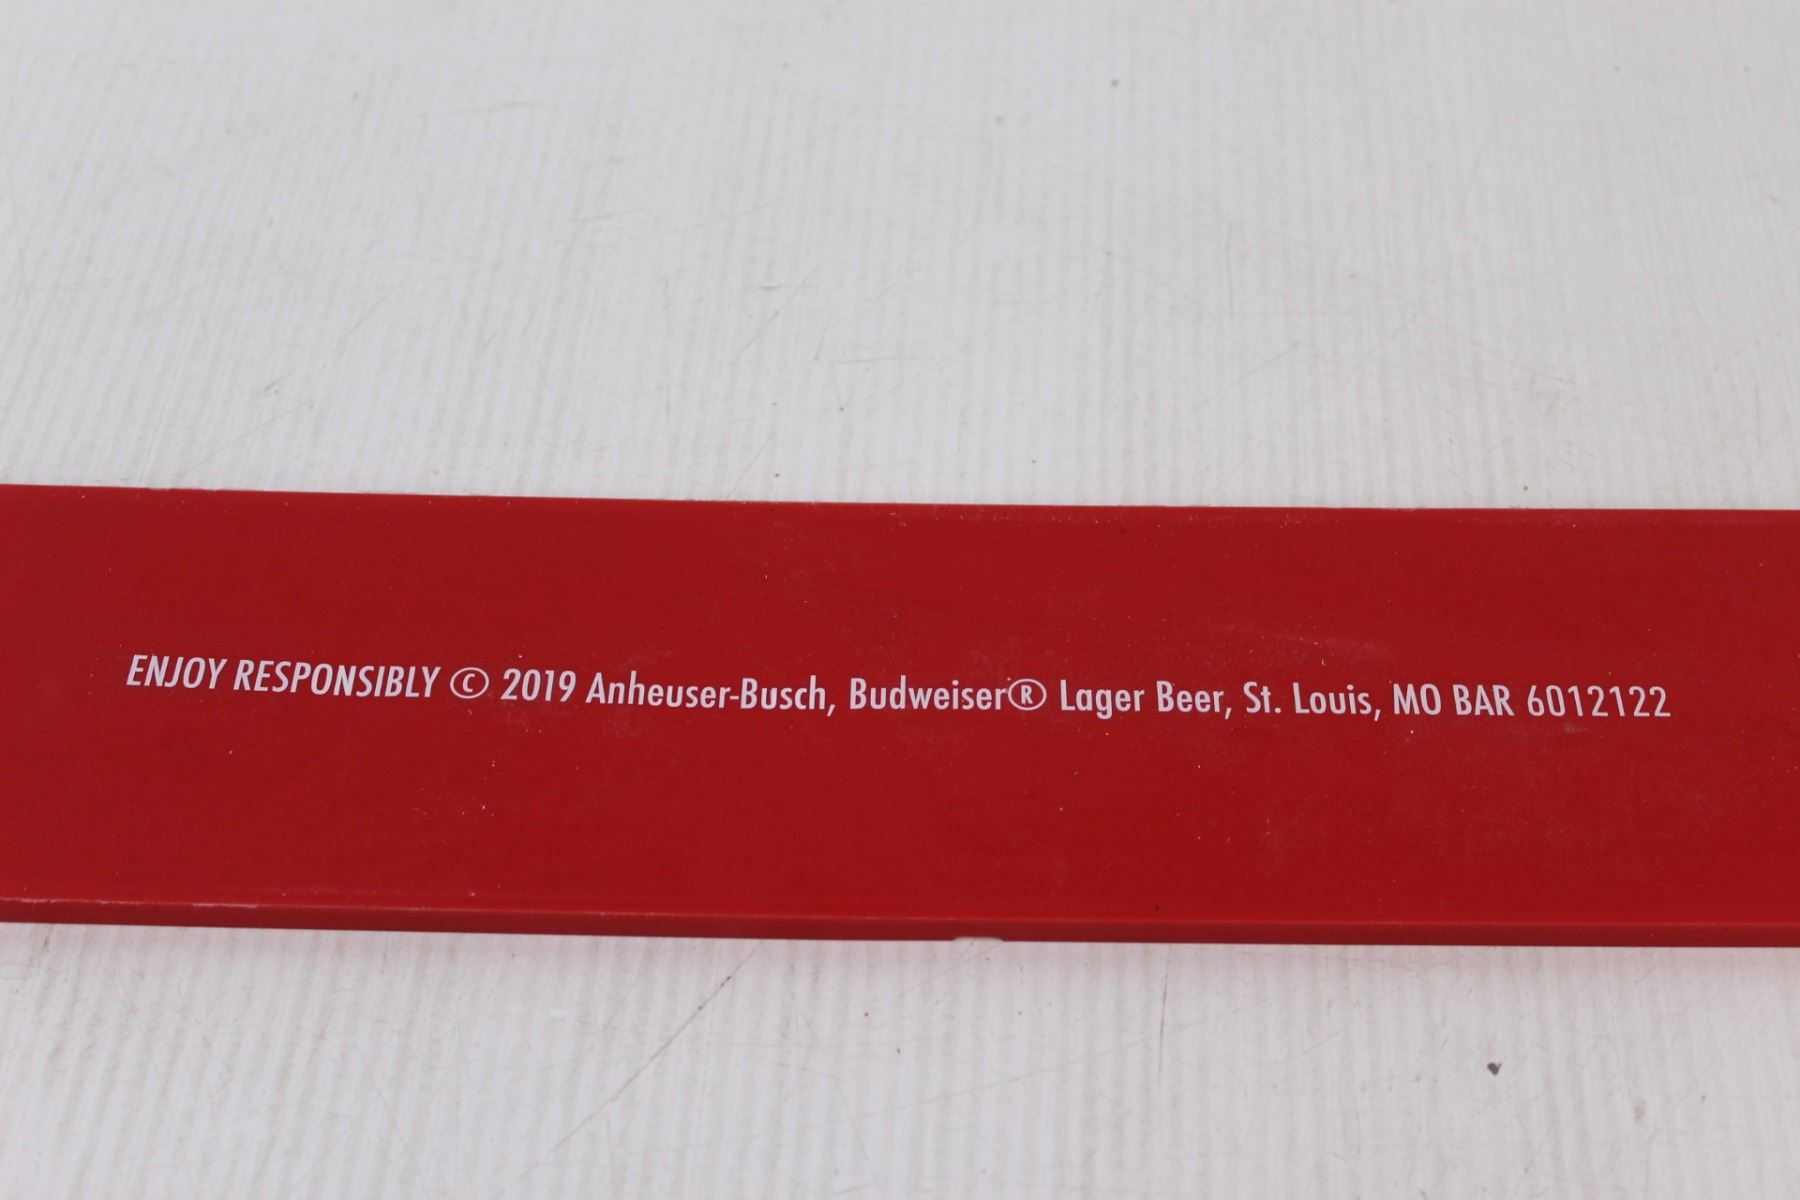 ENJOY RESPONSIBLY © 2019 Anheuser-Busch, Budweiser® Lager Beer, St. Louis, MO BAR 6012122